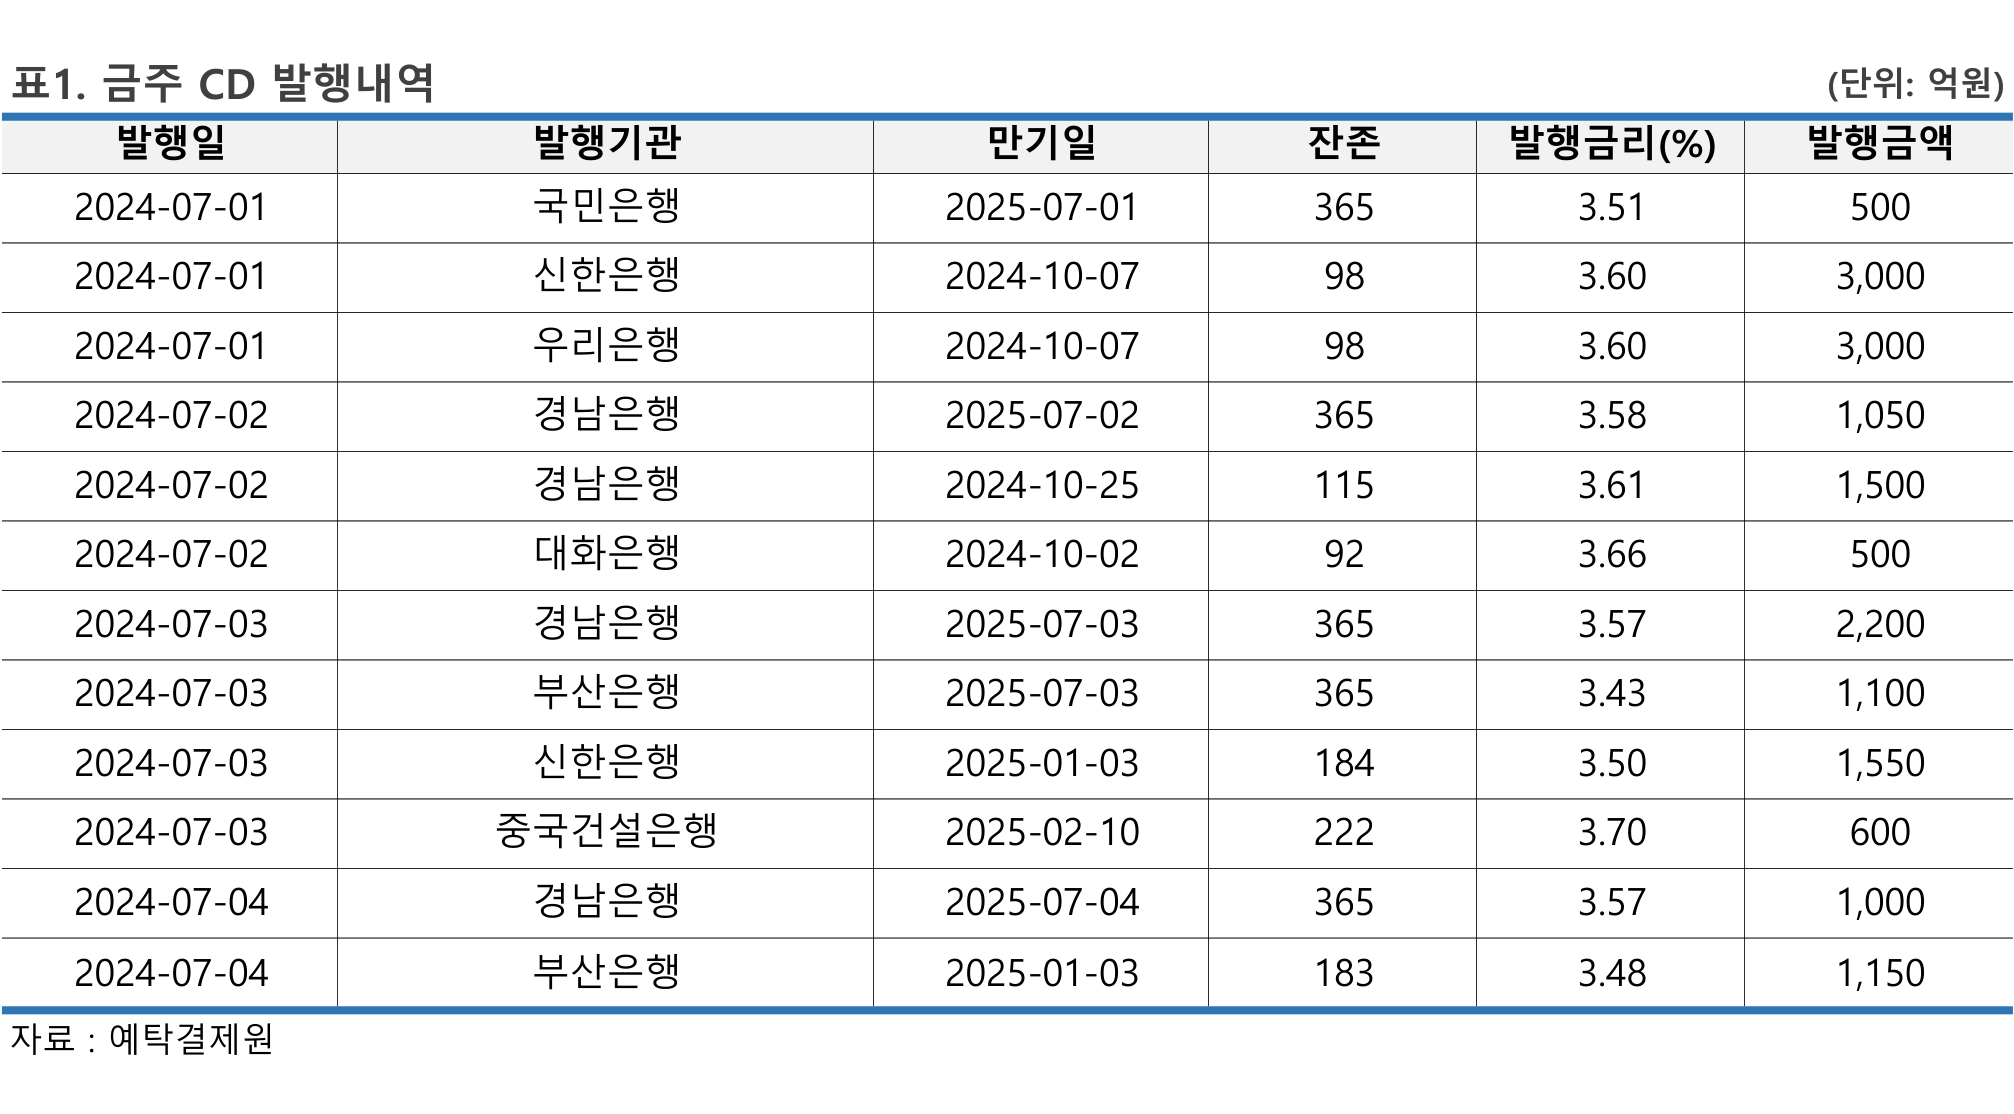 표1. 금주 CD 발행내역 (단위: 억원)
발행일 발행기관 만기일 잔존 발행금리(%) 발행금액
2024-07-01 국민은행 2025-07-01 365 3.51 500
2024-07-01 신한은행 2024-10-07 98 3.60 3,000
2024-07-01 우리은행 2024-10-07 98 3.60 3,000
2024-07-02 경남은행 2025-07-02 365 3.58 1,050
2024-07-02 경남은행 2024-10-25 115 3.61 1,500
2024-07-02 대화은행 2024-10-02 92 3.66 500
2024-07-03 경남은행 2025-07-03 365 3.57 2,200
2024-07-03 부산은행 2025-07-03 365 3.43 1,100
2024-07-03 신한은행 2025-01-03 184 3.50 1,550
2024-07-03 중국건설은행 2025-02-10 222 3.70 600
2024-07-04 경남은행 2025-07-04 365 3.57 1,000
2024-07-04 부산은행 2025-01-03 183 3.48 1,150
자료 : 예탁결제원